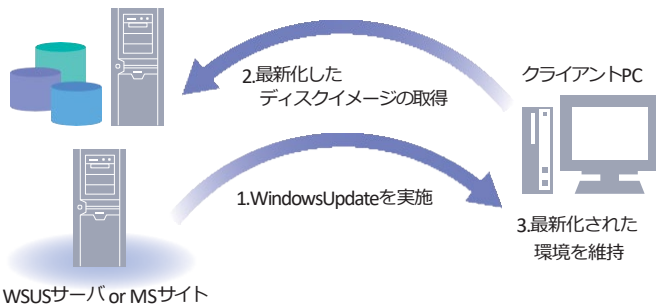 2.最新化した
ディスクイメージの取得
クライアントPC
1.WindowsUpdateを実施
3.最新化された
環境を維持
WSUSサーバ or MSサイト